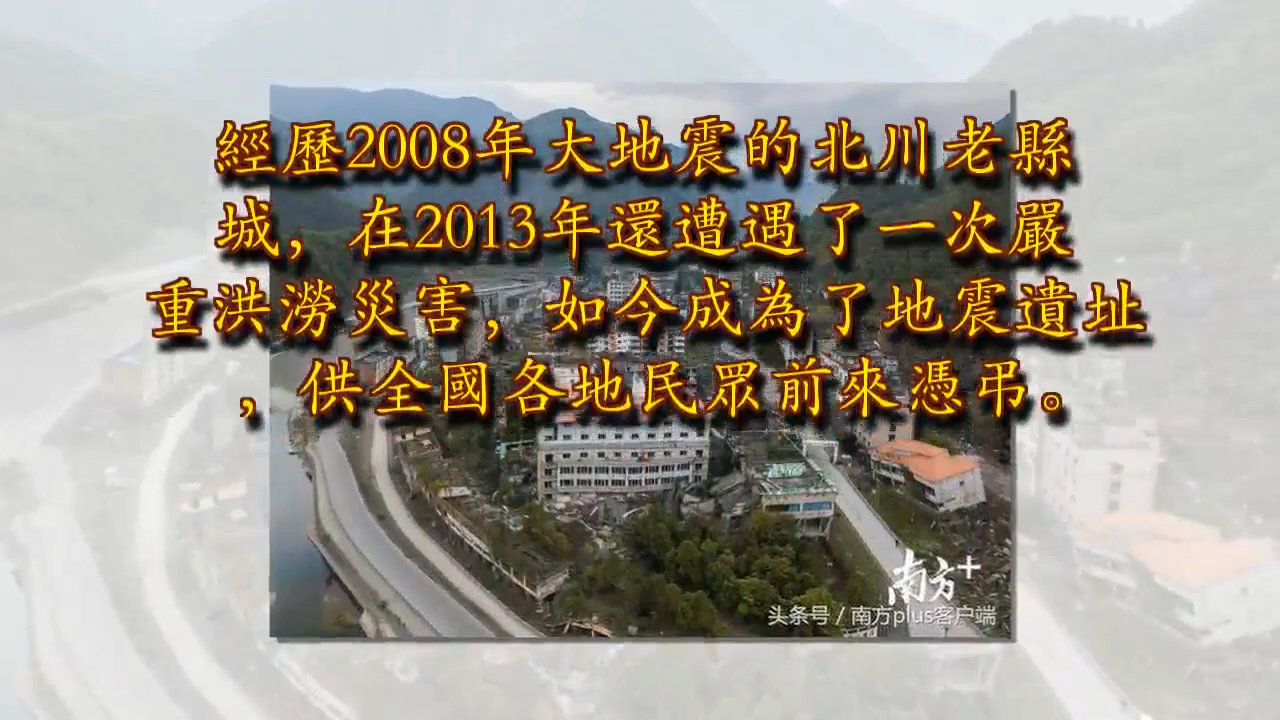 經歷2008年大地震的北川老縣
城，在2013年還遭遇了一次嚴
重洪澇災害，如今成為了地震遺址
，供全國各地民眾前來憑弔。
南方+
头条号 / 南方plus客户端